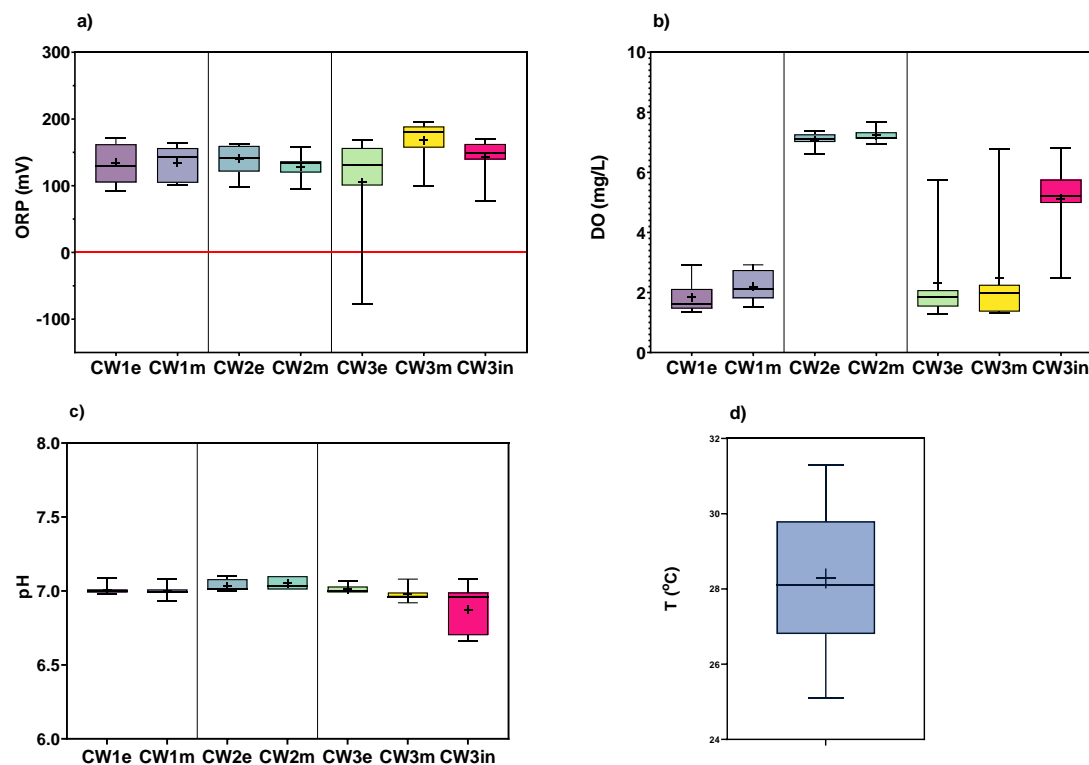 a)
300
200
100
0
-100
ORP (mV)
CW1e CW1m CW2e CW2m CW3e CW3m CW3in
b)
10
8
6
4
2
0
DO (mg/L)
CW1e CW1m CW2e CW2m CW3e CW3m CW3in
c)
8.0
7.5
7.0
6.5
6.0
pH
CW1e CW1m CW2e CW2m CW3e CW3m CW3in
d)
32
30
28
26
24
T (°C)